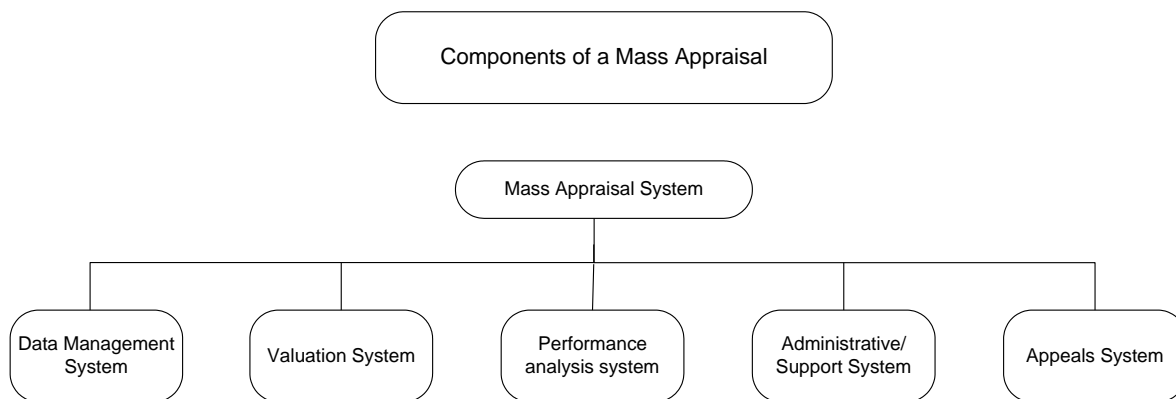 Components of a Mass Appraisal
Mass Appraisal System
Data Management
System
Valuation System
Performance
analysis system
Administrative/
Support System
Appeals System